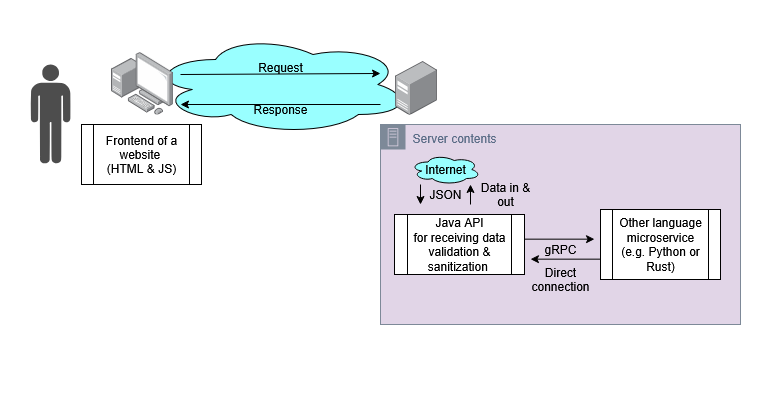 Request
Response
Frontend of a
website
(HTML & JS)
Server contents
Internet
JSON
Data in &
out
Java API
for receiving data
validation &
sanitization
gRPC
Direct
connection
Other language
microservice
(e.g. Python or
Rust)